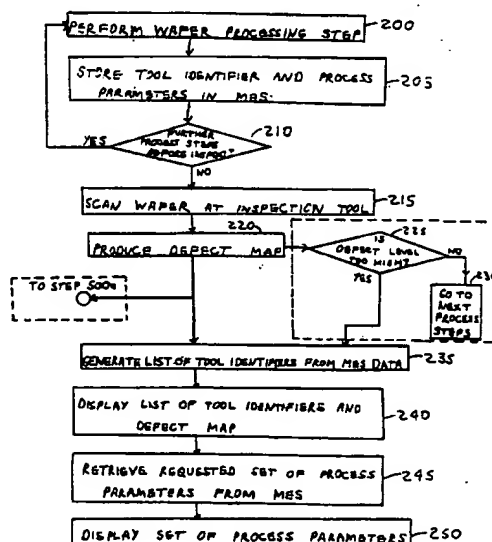 PERFORM WAFER PROCESSING STEP
200
STORE TOOL IDENTIFIER AND PROCESS
PARAMETERS IN MES.
205
FURTHER
PROCESS STEPS
BEFORE INSPECT?
210
YES
NO
SCAN WAFER AT INSPECTION TOOL
215
PRODUCE DEFECT MAP
220
IS
DEFECT LEVEL
TOO HIGH?
225
NO
YES
230
GO TO
NEXT
PROCESS
STEPS
TO STEP 500
GENERATE LIST OF TOOL IDENTIFIERS FROM MES DATA
235
DISPLAY LIST OF TOOL IDENTIFIERS AND
DEFECT MAP
240
RETRIEVE REQUESTED SET OF PROCESS
PARAMETERS FROM MES
245
DISPLAY SET OF PROCESS PARAMETERS
250